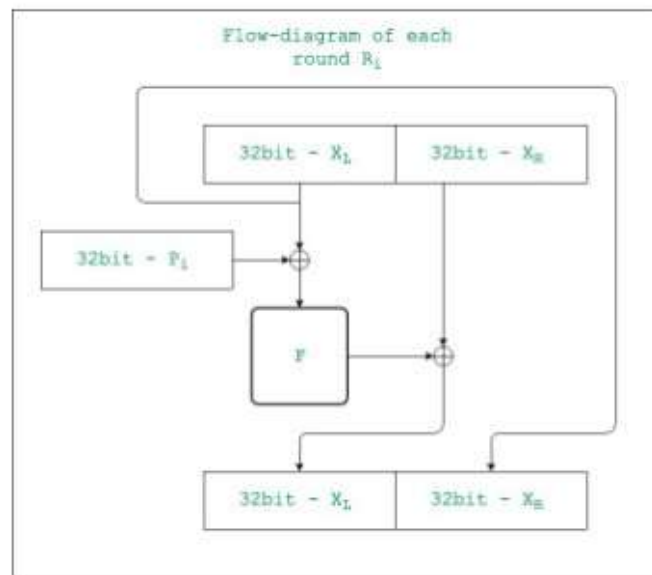 Flow-diagram of each
round Ri
32bit - XL
32bit - XR
32bit - Pi
F
32bit - XL
32bit - XR